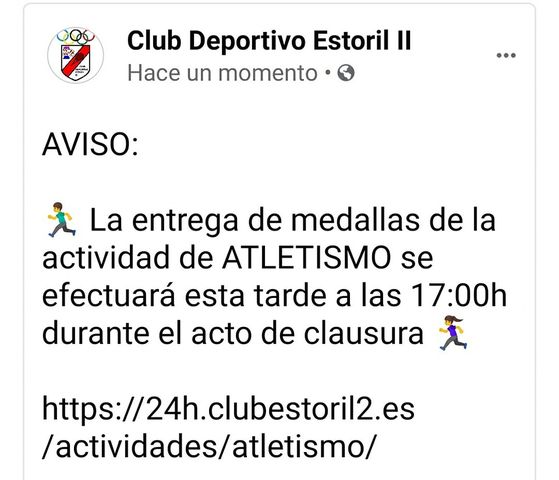 Club Deportivo Estoril II
Hace un momento •
AVISO:
🏃‍♂️ La entrega de medallas de la
actividad de ATLETISMO se
efectuará esta tarde a las 17:00h
durante el acto de clausura 🏃‍♀️
https://24h.clubestoril2.es
/actividades/atletismo/